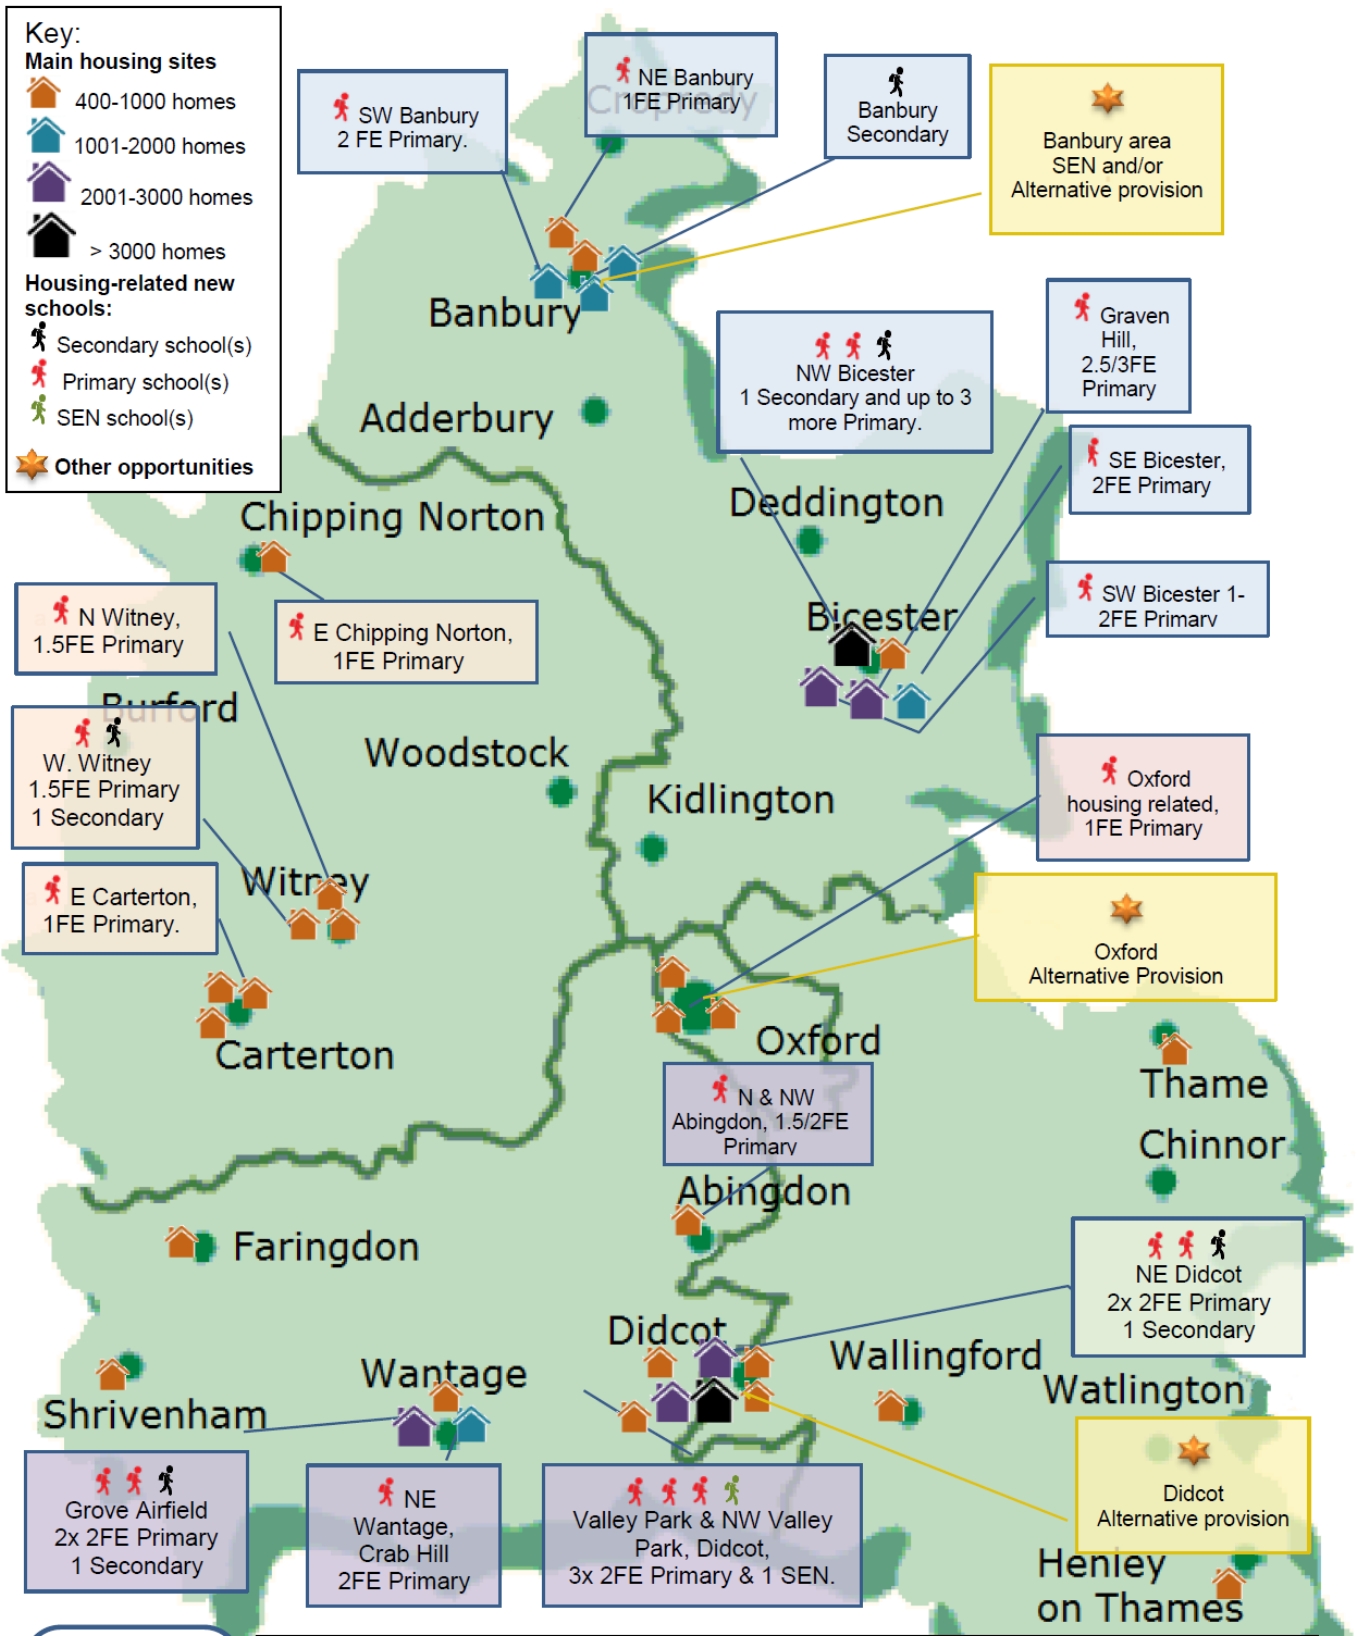 Key:
Main housing sites
400-1000 homes
1001-2000 homes
2001-3000 homes
> 3000 homes
Housing-related new
schools:
Secondary school(s)
Primary school(s)
SEN school(s)
Other opportunities
SW Banbury
2 FE Primary.
NE Banbury
1FE Primary
Cropredy
Banbury
Secondary
Banbury area
SEN and/or
Alternative provision
Banbury
Adderbury
NW Bicester
1 Secondary and up to 3
more Primary.
Graven
Hill,
2.5/3FE
Primary
SE Bicester,
2FE Primary
Chipping Norton
Deddington
SW Bicester 1-
2FE Primary
N Witney,
1.5FE Primary
E Chipping Norton,
1FE Primary
Bicester
Burford
W. Witney
1.5FE Primary
1 Secondary
Woodstock
Kidlington
Oxford
housing related,
1FE Primary
E Carterton,
1FE Primary.
Witney
Oxford
Alternative Provision
Carterton
Oxford
Thame
N & NW
Abingdon, 1.5/2FE
Primary
Chinnor
Abingdon
Faringdon
NE Didcot
2x 2FE Primary
1 Secondary
Didcot
Wallingford
Wantage
Watlington
Shrivenham
Grove Airfield
2x 2FE Primary
1 Secondary
NE
Wantage,
Crab Hill
2FE Primary
Valley Park & NW Valley
Park, Didcot,
3x 2FE Primary & 1 SEN.
Didcot
Alternative provision
Henley
on Thames